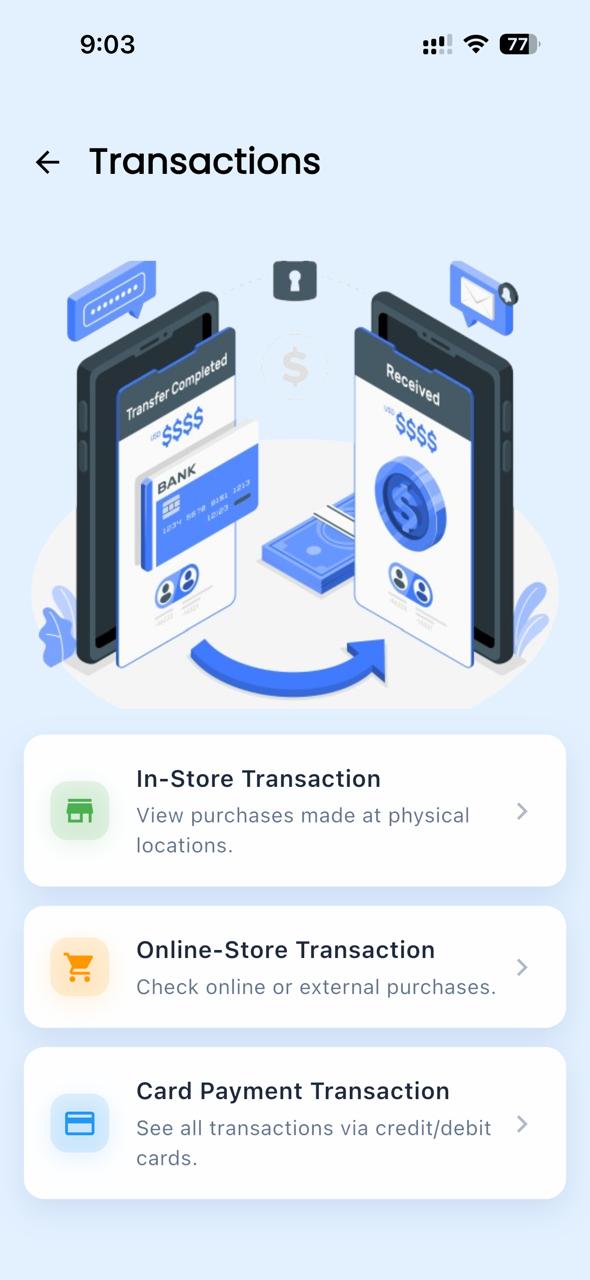 9:03
77
Transactions
Transfer Completed
Received
USD $$$$
USD $$$$
BANK
1234 5678 9151 1213
12/23
$
$
In-Store Transaction
View purchases made at physical
locations.
Online-Store Transaction
Check online or external purchases.
Card Payment Transaction
See all transactions via credit/debit
cards.